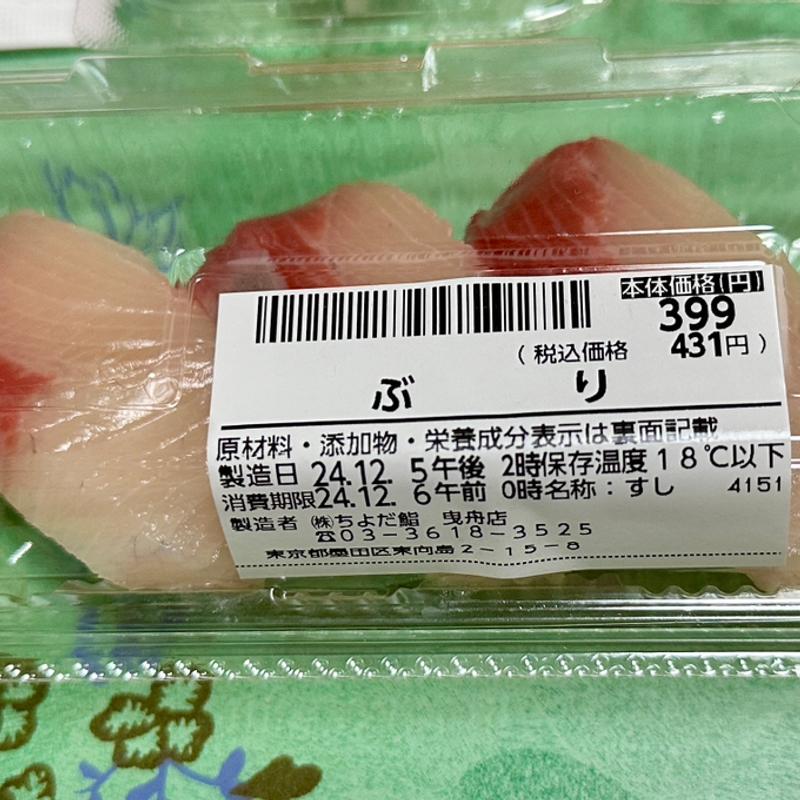 本体価格(円)
399
(税込価格 431円)
ぶり
原材料・添加物・栄養成分表示は裏面記載
製造日 24.12. 5午後 2時保存温度18℃以下
消費期限24.12. 6午前 0時名称:すし 4151
製造者 ㈱ちよだ鮨 曳舟店
☎03-3618-3525
東京都墨田区東向島2-15-8